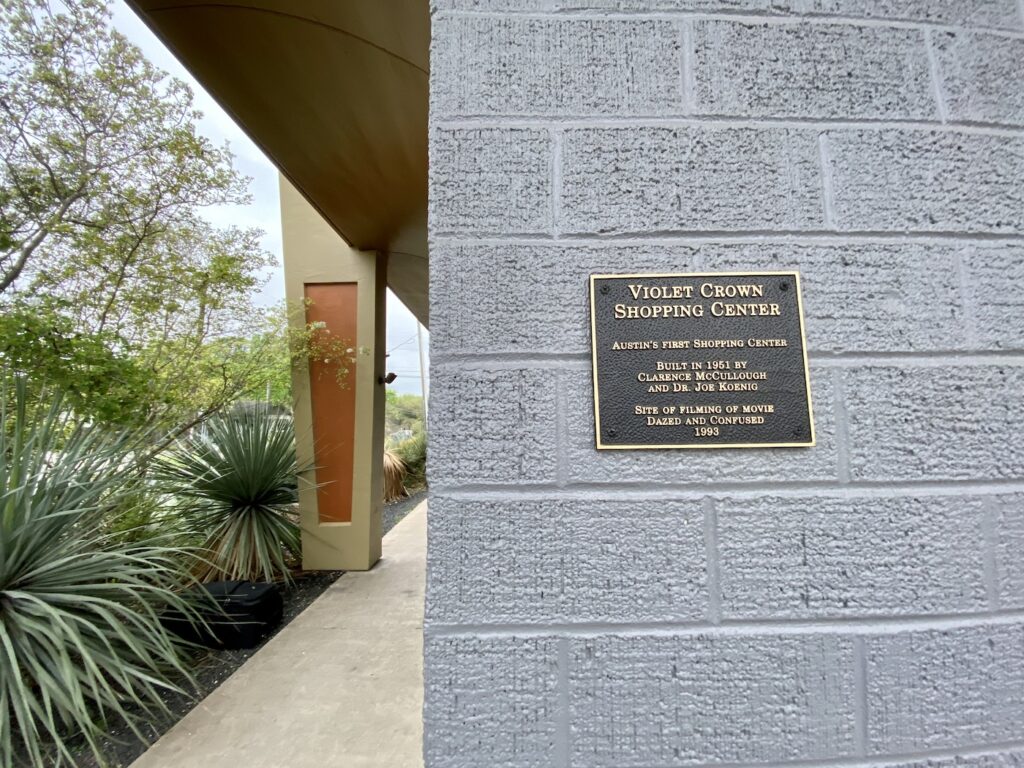 Violet Crown
Shopping Center
Austin's first Shopping Center
Built in 1951 by
Clarence McCullough
and Dr. Joe Koenig
Site of filming of movie
Dazed and Confused
1993